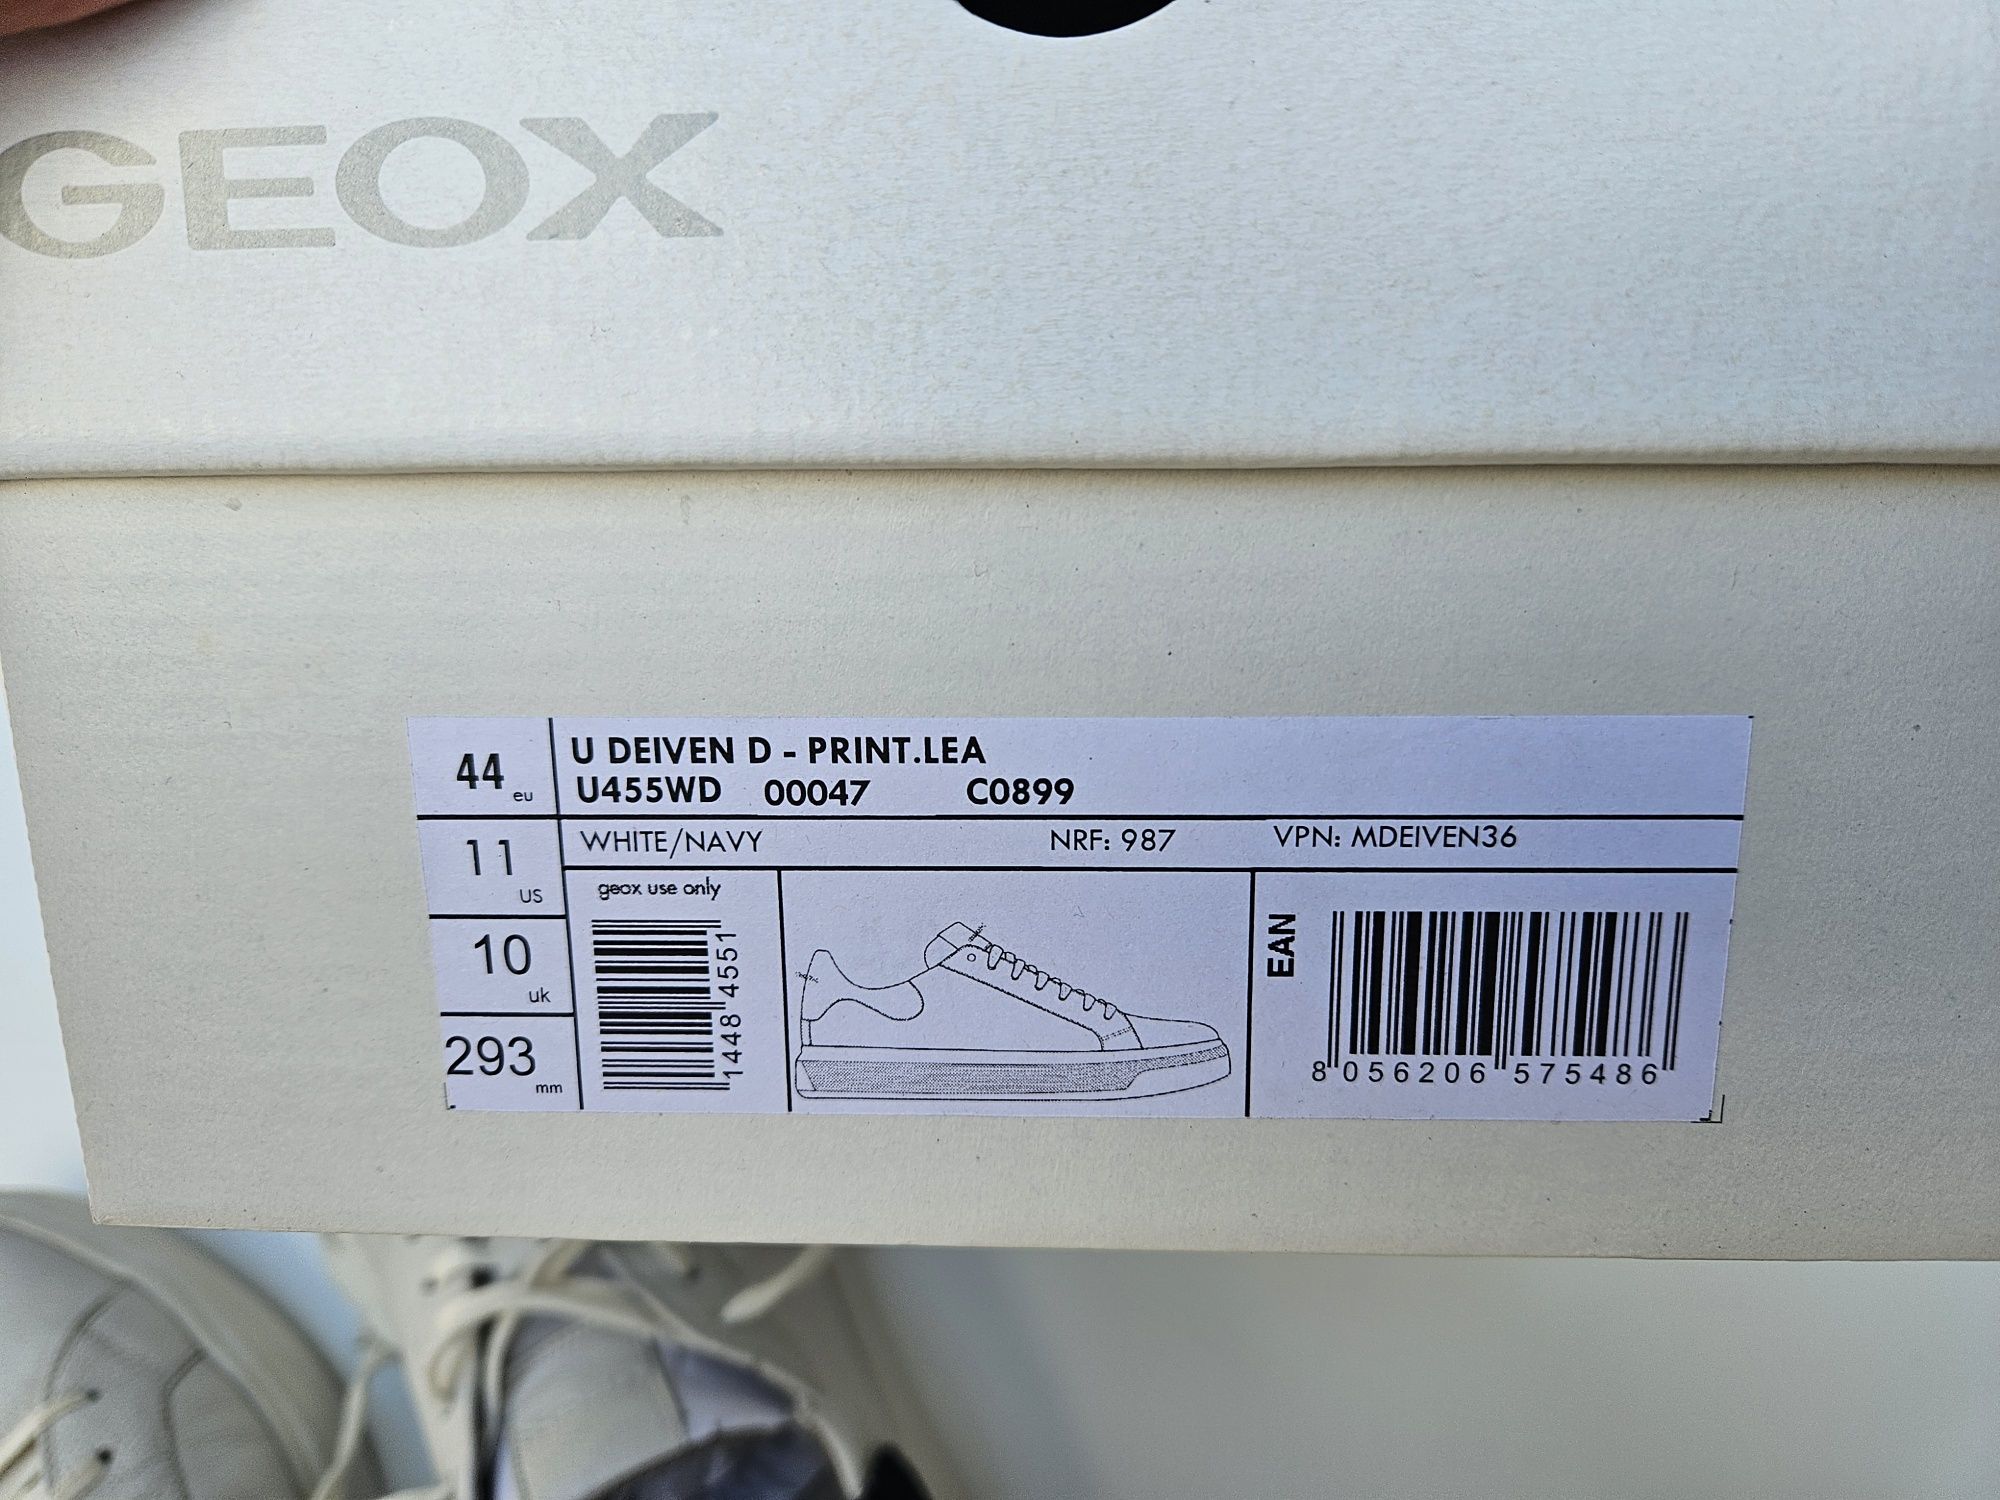 GEOX
44 eu
U DEIVEN D - PRINT.LEA
U455WD 00047 C0899
11 US
WHITE/NAVY NRF: 987 VPN: MDEIVEN36
geox use only
10 uk
293 mm
1448 4551
EAN
8 056206 575486